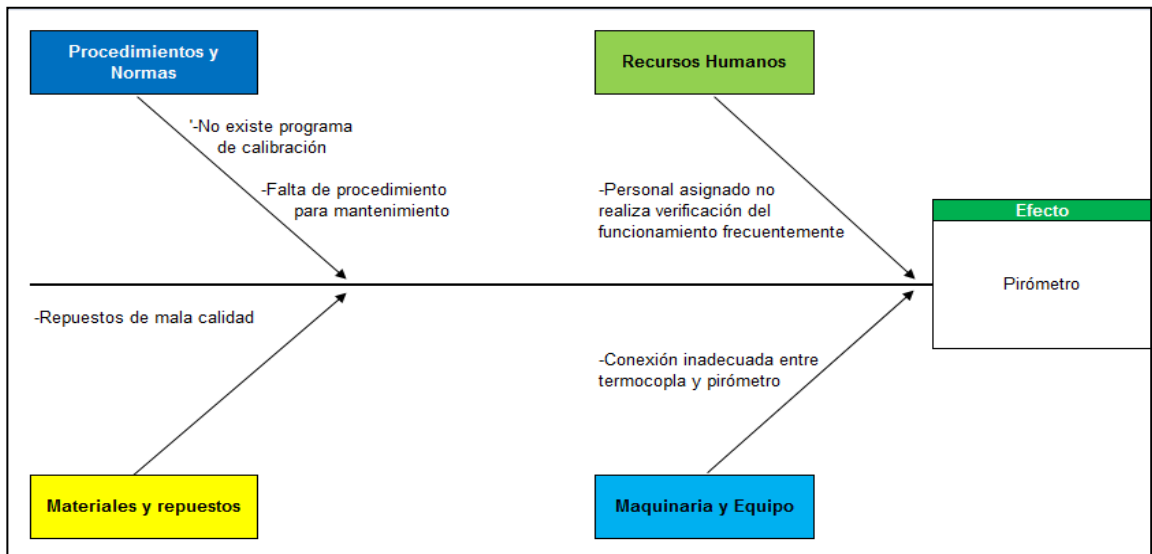 Procedimientos y
Normas
Recursos Humanos
'-No existe programa
de calibración
-Falta de procedimiento
para mantenimiento
-Personal asignado no
realiza verificación del
funcionamiento frecuentemente
Efecto
Pirómetro
-Repuestos de mala calidad
-Conexión inadecuada entre
termocopla y pirómetro
Materiales y repuestos
Maquinaria y Equipo